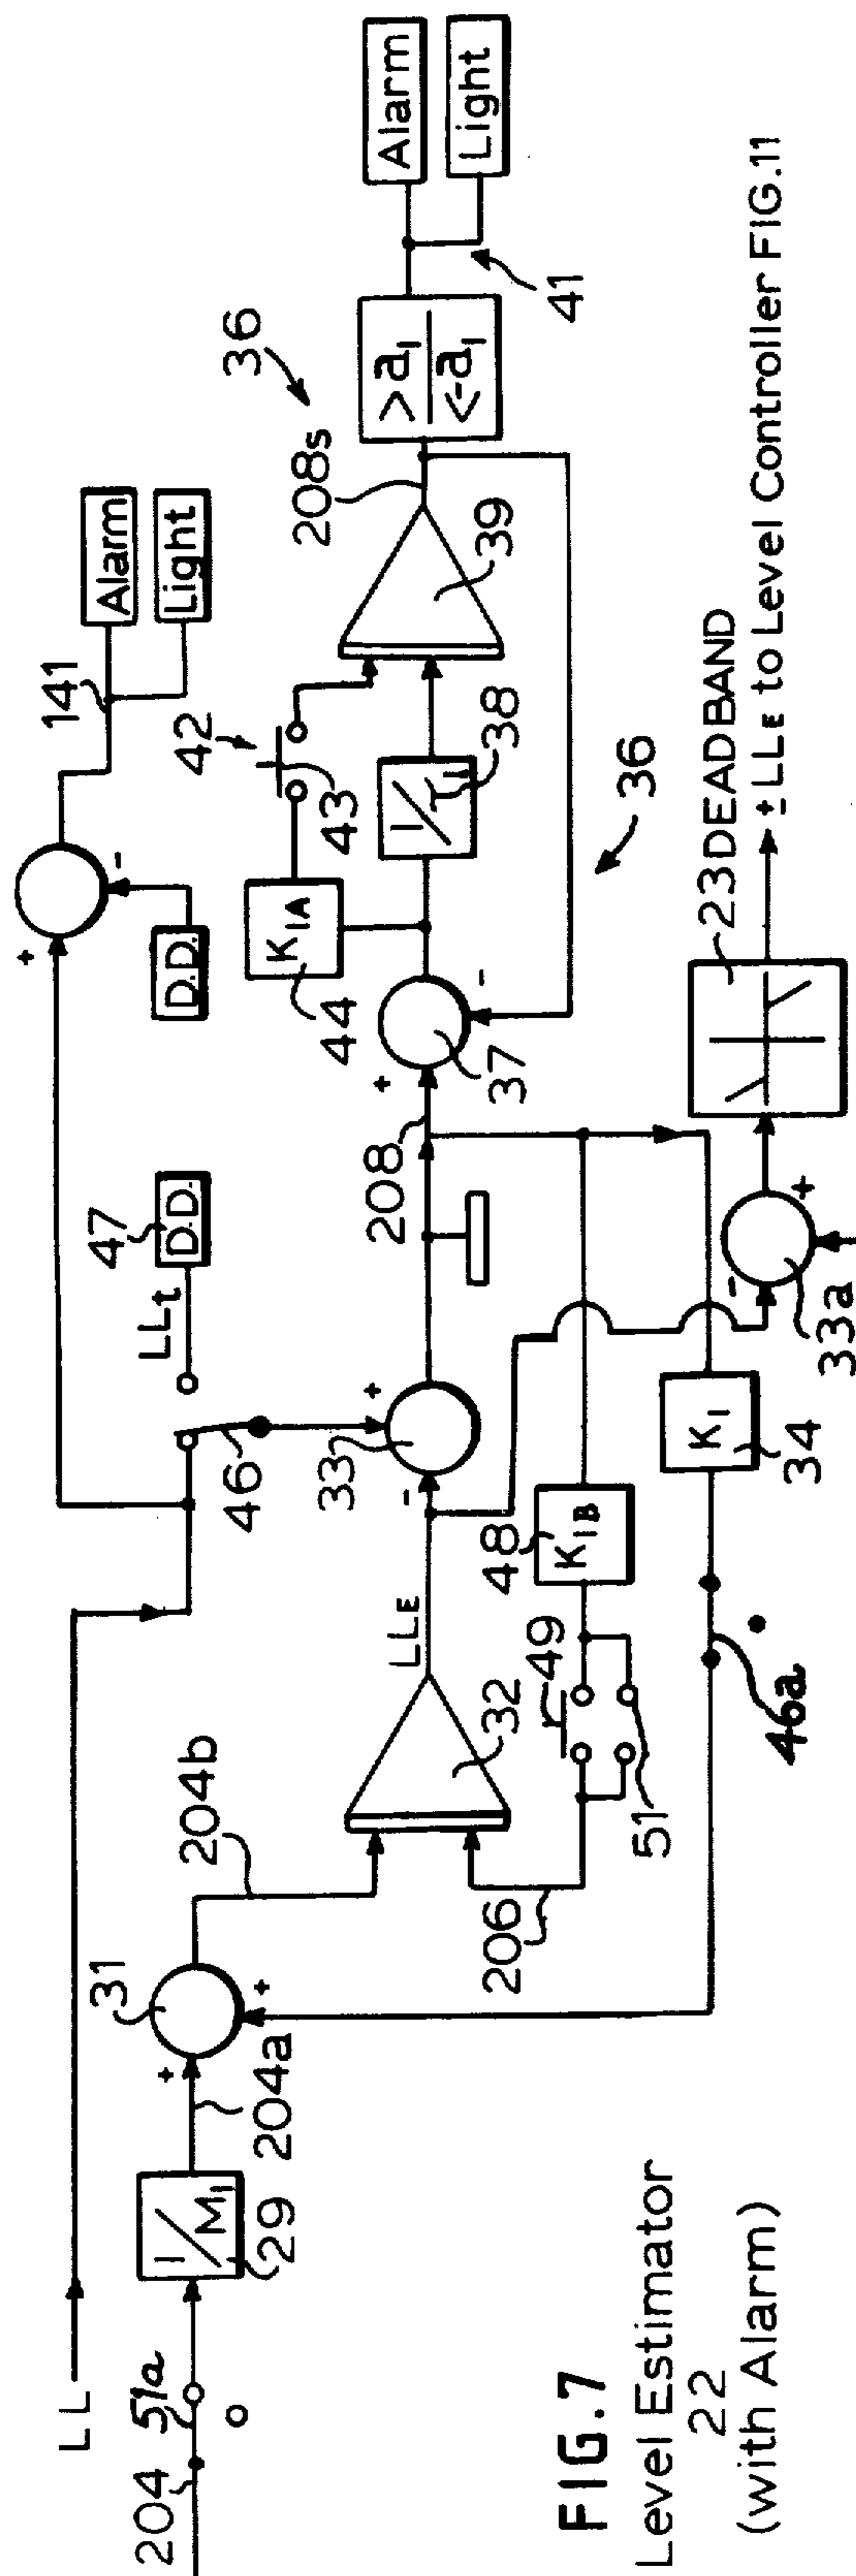 LL
204
51a
1/M1
29
204a
+
31
+
204b
206
32
LLE
-
33
+
46
LLt
47
D.D.
+
D.D.
-
141
Alarm
Light
208
+
37
-
44
K1A
43
42
1/T1
38
39
208s
36
>a1
<-a1
41
Alarm
Light
36
48
K1B
49
51
K1
34
46a
33a
-
+
23 DEADBAND
± LLE to Level Controller FIG.11
FIG.7
Level Estimator
22
(with Alarm)